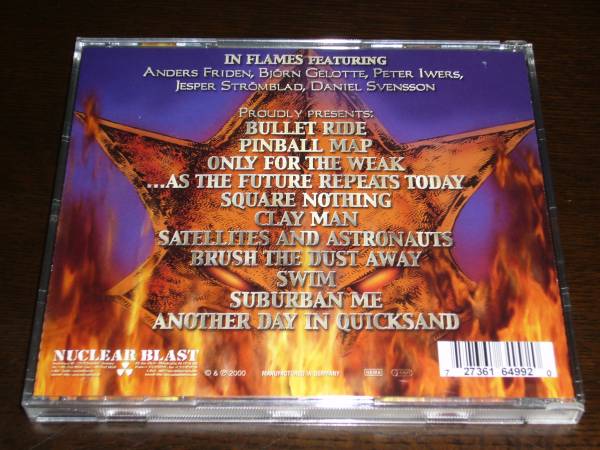 IN FLAMES FEATURING
ANDERS FRIDEN, BJÖRN GELOTTE, PETER IWERS,
JESPER STRÖMBLAD, DANIEL SVENSSON
PROUDLY PRESENTS:
BULLET RIDE
PINBALL MAP
ONLY FOR THE WEAK
...AS THE FUTURE REPEATS TODAY
SQUARE NOTHING
CLAY MAN
SATELLITES AND ASTRONAUTS
BRUSH THE DUST AWAY
SWIM
SUBURBAN ME
ANOTHER DAY IN QUICKSAND
NUCLEAR BLAST
© & ℗ 2000
MANUFACTURED IN GERMANY
7 27361 64992 0